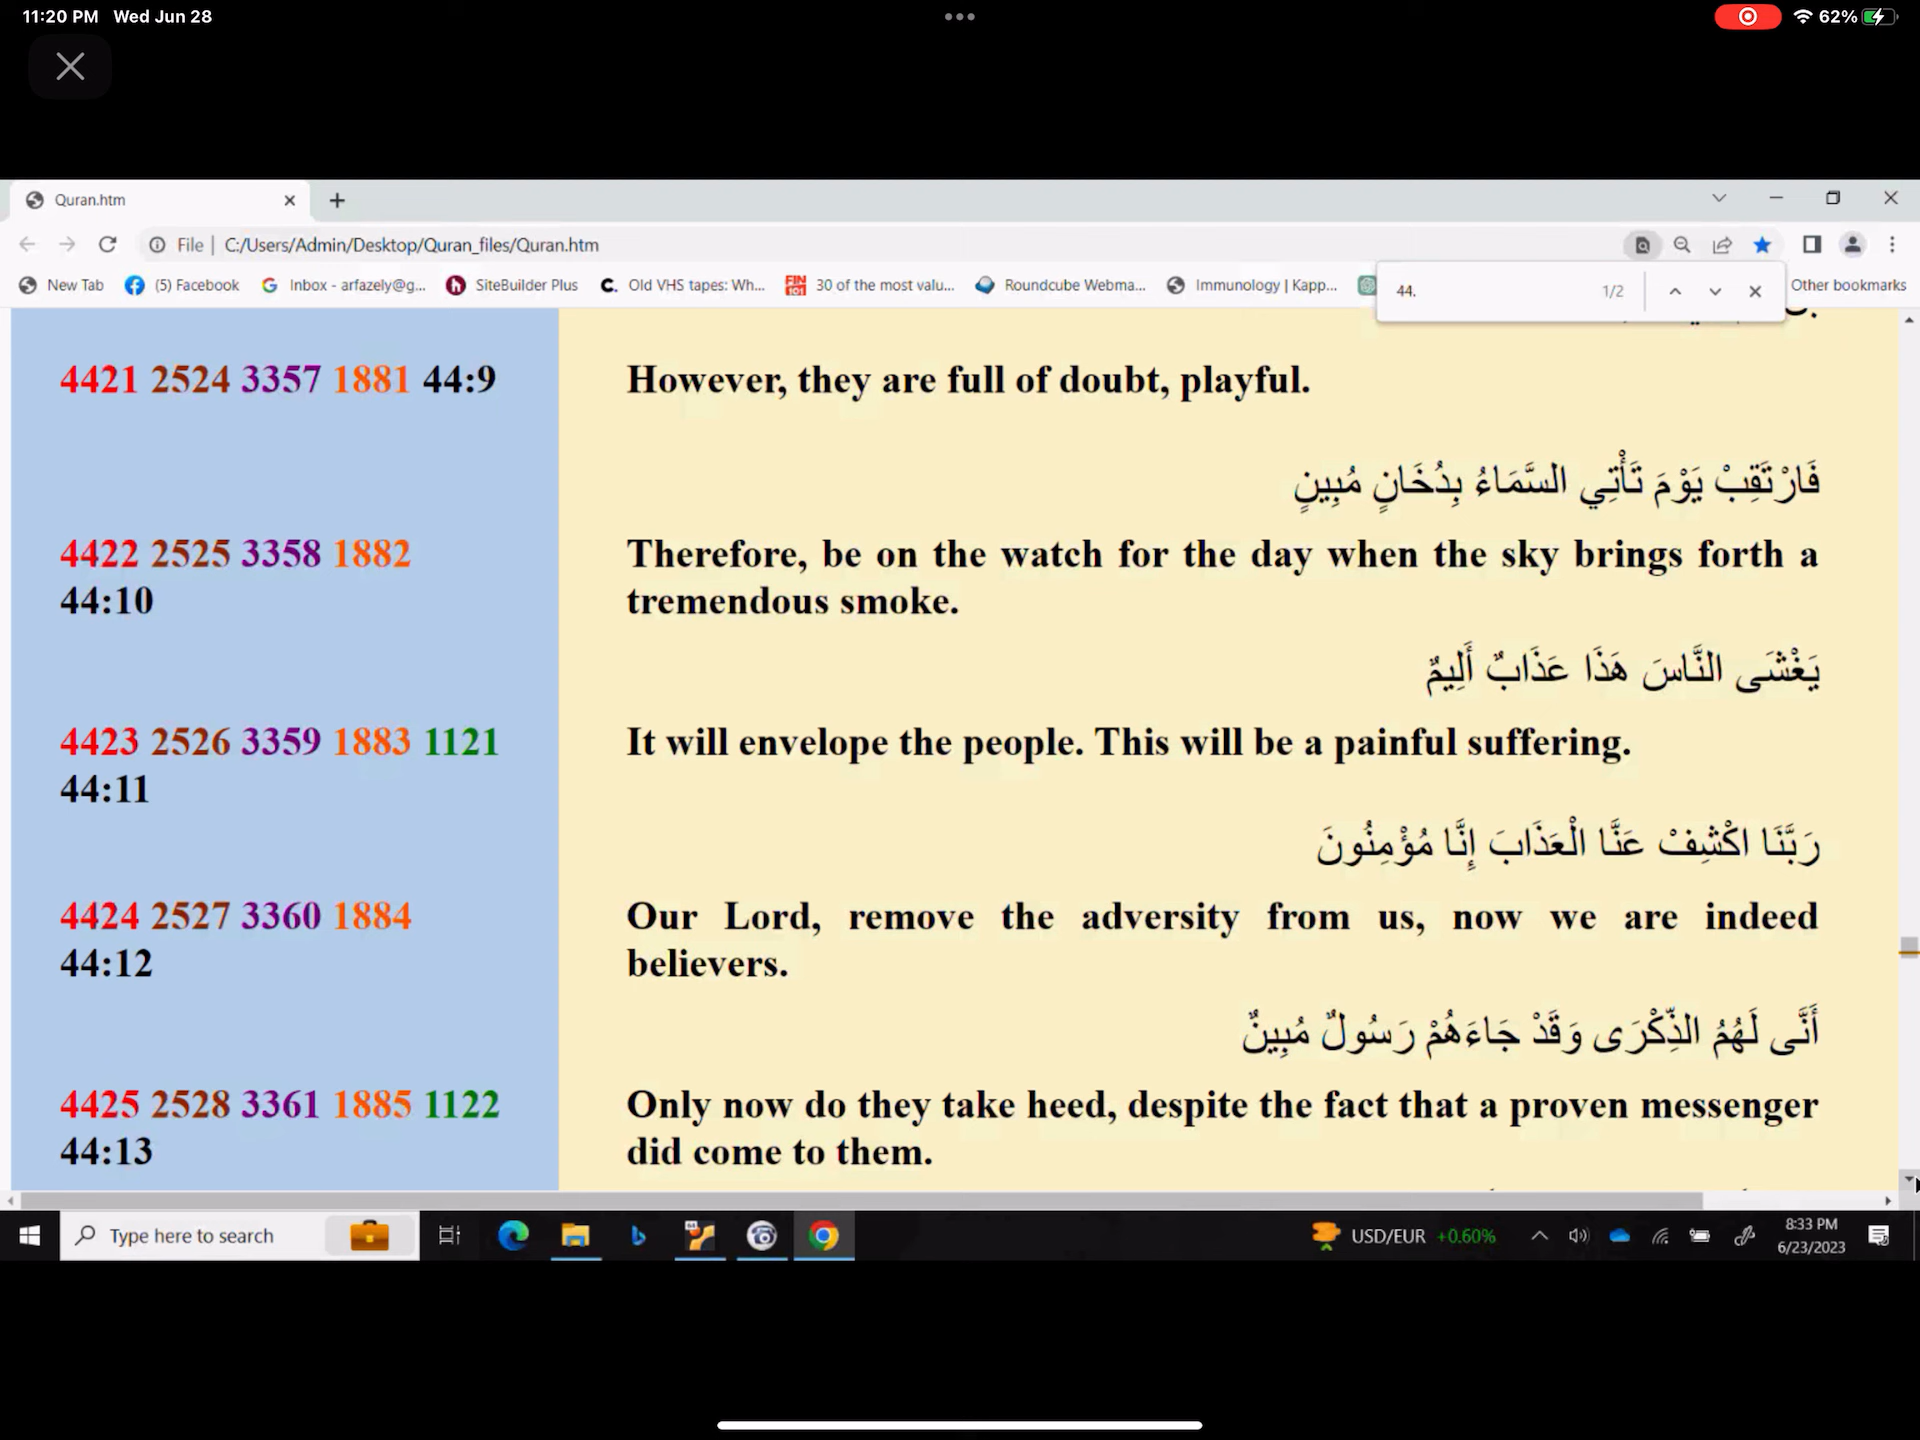 11:20 PM Wed Jun 28
62%
Quran.htm
File | C:/Users/Admin/Desktop/Quran_files/Quran.htm
New Tab (5) Facebook Inbox - arfazely@g... SiteBuilder Plus Old VHS tapes: Wh... FIN 101 30 of the most valu... Roundcube Webma... Immunology | Kapp... Other bookmarks
44. 1/2
4421 2524 3357 1881 44:9 However, they are full of doubt, playful.
فَارْتَقِبْ يَوْمَ تَأْتِي السَّمَاءُ بِدُخَانٍ مُبِينٍ
4422 2525 3358 1882 Therefore, be on the watch for the day when the sky brings forth a
44:10 tremendous smoke.
يَغْشَى النَّاسَ هَذَا عَذَابٌ أَلِيمٌ
4423 2526 3359 1883 1121 It will envelope the people. This will be a painful suffering.
44:11
رَبَّنَا اكْشِفْ عَنَّا الْعَذَابَ إِنَّا مُؤْمِنُونَ
4424 2527 3360 1884 Our Lord, remove the adversity from us, now we are indeed
44:12 believers.
أَنَّى لَهُمُ الذِّكْرَى وَقَدْ جَاءَهُمْ رَسُولٌ مُبِينٌ
4425 2528 3361 1885 1122 Only now do they take heed, despite the fact that a proven messenger
44:13 did come to them.
Type here to search
USD/EUR +0.60%
8:33 PM
6/23/2023